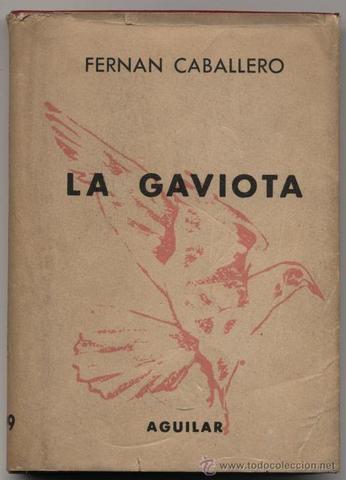 FERNAN CABALLERO
LA GAVIOTA
9
AGUILAR
www.todocoleccion.net